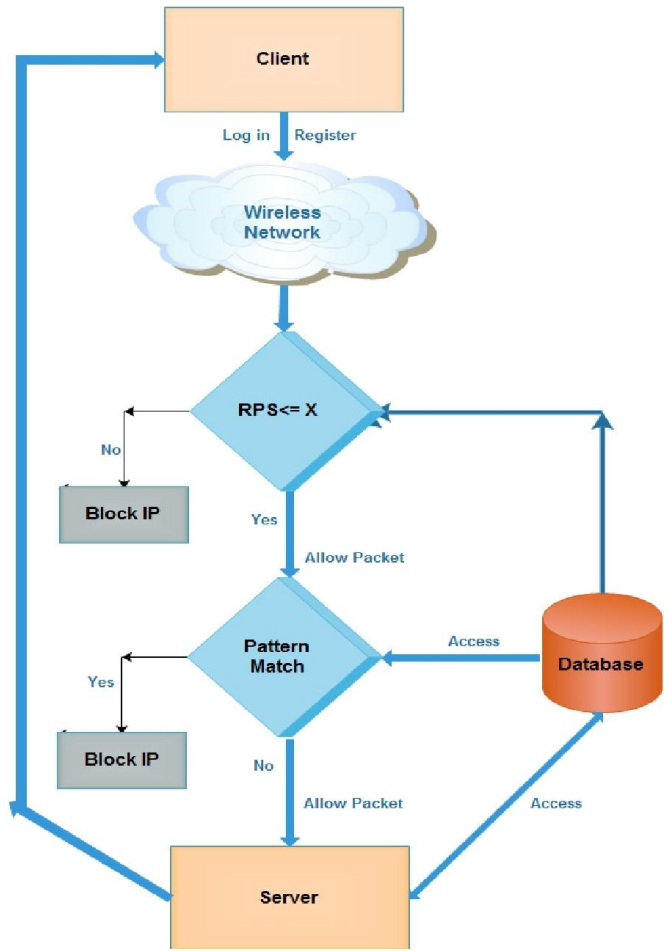 Client
Log in Register
Wireless
Network
RPS<= X
No
Block IP
Yes
Allow Packet
Pattern
Match
Access
Database
Yes
Block IP
No
Allow Packet
Access
Server